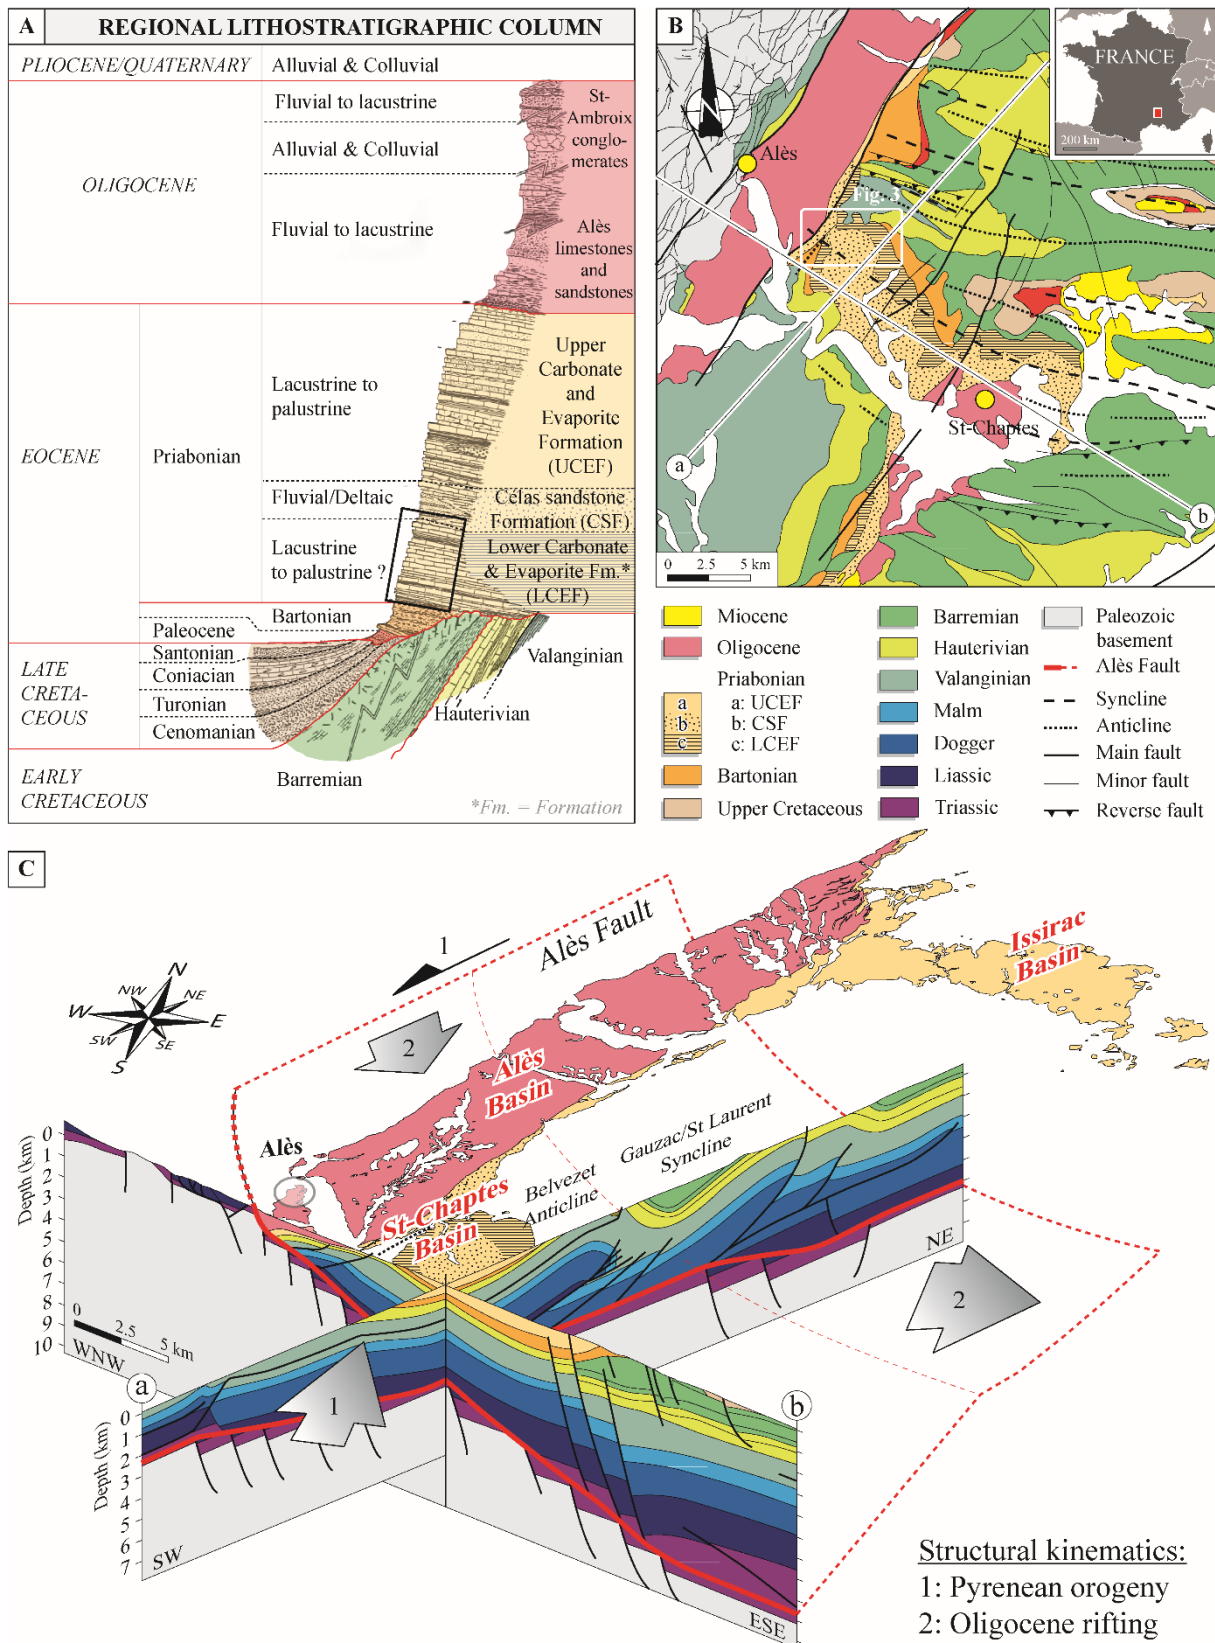 A
REGIONAL LITHOSTRATIGRAPHIC COLUMN
PLIOCENE/QUATERNARY
Alluvial & Colluvial
OLIGOCENE
Fluvial to lacustrine
Alluvial & Colluvial
Fluvial to lacustrine
St-
Ambroix
conglo-
merates
Alès
limestones
and
sandstones
EOCENE
Priabonian
Lacustrine to
palustrine
Upper
Carbonate
and
Evaporite
Formation
(UCEF)
Fluvial/Deltaic
Célas sandstone
Formation (CSF)
Lacustrine
to palustrine ?
Lower Carbonate
& Evaporite Fm.*
(LCEF)
Bartonian
Paleocene
LATE
CRETA-
CEOUS
Santonian
Coniacian
Turonian
Cenomanian
Valanginian
Hauterivian
Barremian
EARLY
CRETACEOUS
*Fm. = Formation
B
N
Alès
Fig. 3
St-Chaptes
a
b
0 2.5 5 km
FRANCE
200 km
Miocene
Oligocene
Priabonian
a
a: UCEF
b
b: CSF
c
c: LCEF
Bartonian
Upper Cretaceous
Barremian
Hauterivian
Valanginian
Malm
Dogger
Liassic
Triassic
Paleozoic
basement
Alès Fault
Syncline
Anticline
Main fault
Minor fault
Reverse fault
C
N
NE
E
SE
S
SW
W
NW
1
Alès Fault
2
Issirac
Basin
Alès
Basin
Alès
St-Chaptes
Basin
Belvezet
Anticline
Gauzac/St Laurent
Syncline
NE
2
Depth (km)
0
1
2
3
4
5
6
7
8
9
10
WNW
0
2.5
5 km
a
1
b
Depth (km)
0
1
2
3
4
5
6
7
SW
ESE
Structural kinematics:
1: Pyrenean orogeny
2: Oligocene rifting